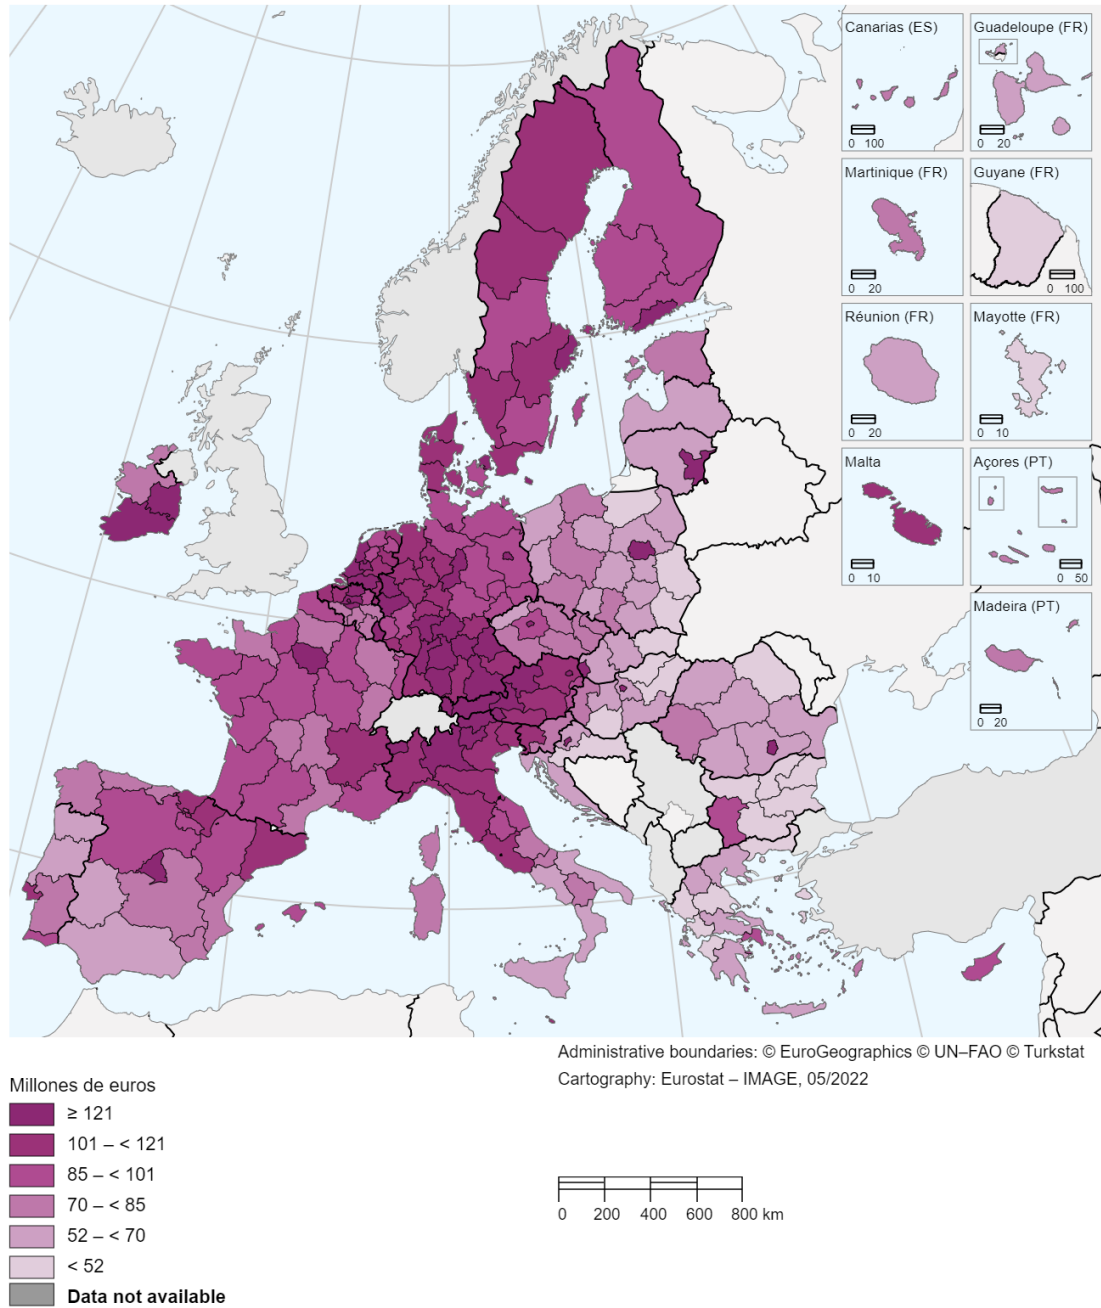 Canarias (ES)
0 100
Guadeloupe (FR)
0 20
Martinique (FR)
0 20
Guyane (FR)
0 100
Réunion (FR)
0 20
Mayotte (FR)
0 10
Malta
0 10
Açores (PT)
0 50
Madeira (PT)
0 20
Administrative boundaries: © EuroGeographics © UN–FAO © Turkstat
Cartography: Eurostat – IMAGE, 05/2022
Millones de euros
≥ 121
101 – < 121
85 – < 101
70 – < 85
52 – < 70
< 52
Data not available
0 200 400 600 800 km